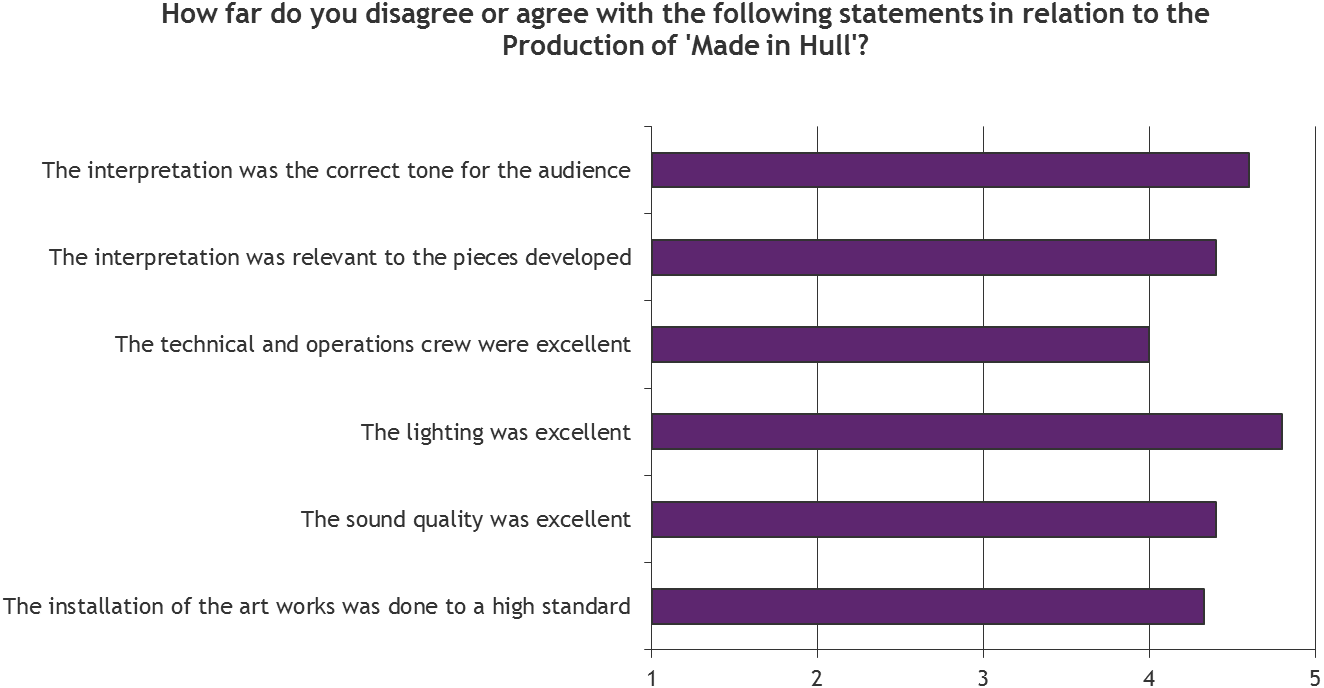 How far do you disagree or agree with the following statements in relation to the
Production of 'Made in Hull'?
The interpretation was the correct tone for the audience
The interpretation was relevant to the pieces developed
The technical and operations crew were excellent
The lighting was excellent
The sound quality was excellent
The installation of the art works was done to a high standard
1 2 3 4 5